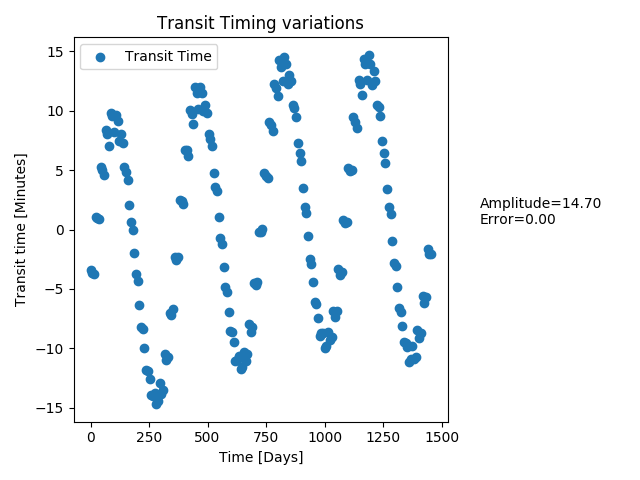 Transit Timing variations
Transit Time
Transit time [Minutes]
15
10
5
0
−5
−10
−15
0
250
500
750
1000
1250
1500
Time [Days]
Amplitude=14.70
Error=0.00